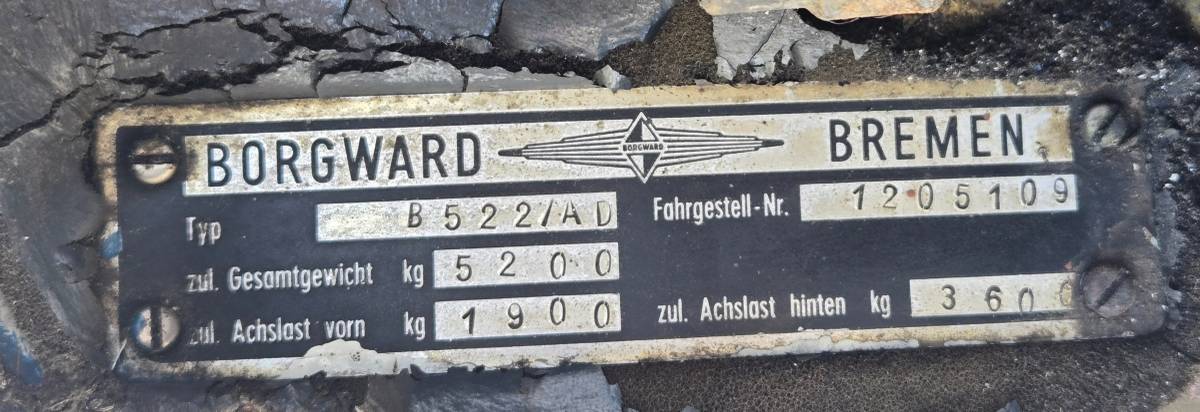 BORGWARD BORGWARD BREMEN
Typ B522/AD Fahrgestell-Nr. 1205109
zul. Gesamtgewicht kg 5200
zul. Achslast vorn kg 1900 zul. Achslast hinten kg 3600